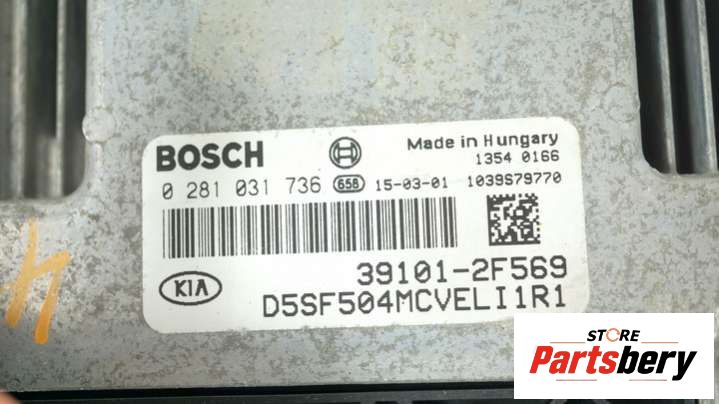 BOSCH
Made in Hungary
1354 0166
0 281 031 736 658 15-03-01 1039S79770
39101-2F569
KIA
D5SF504MCVELI1R1
STORE
Partsbery